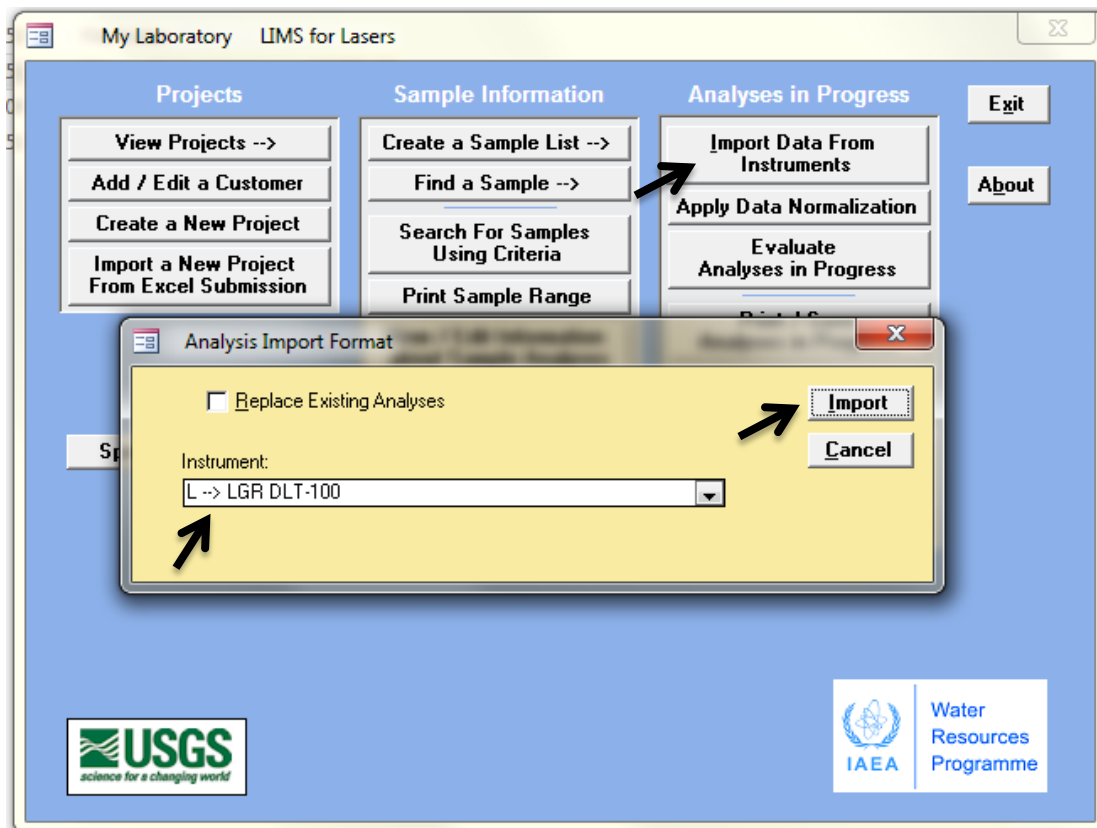 My Laboratory LIMS for Lasers
Projects
View Projects -->
Add / Edit a Customer
Create a New Project
Import a New Project
From Excel Submission
Sample Information
Create a Sample List -->
Find a Sample -->
Search For Samples
Using Criteria
Print Sample Range
Analyses in Progress
Import Data From
Instruments
Apply Data Normalization
Evaluate
Analyses in Progress
Exit
About
Analysis Import Format
Replace Existing Analyses
Import
Cancel
Instrument:
L --> LGR DLT-100
USGS
science for a changing world
IAEA
Water
Resources
Programme